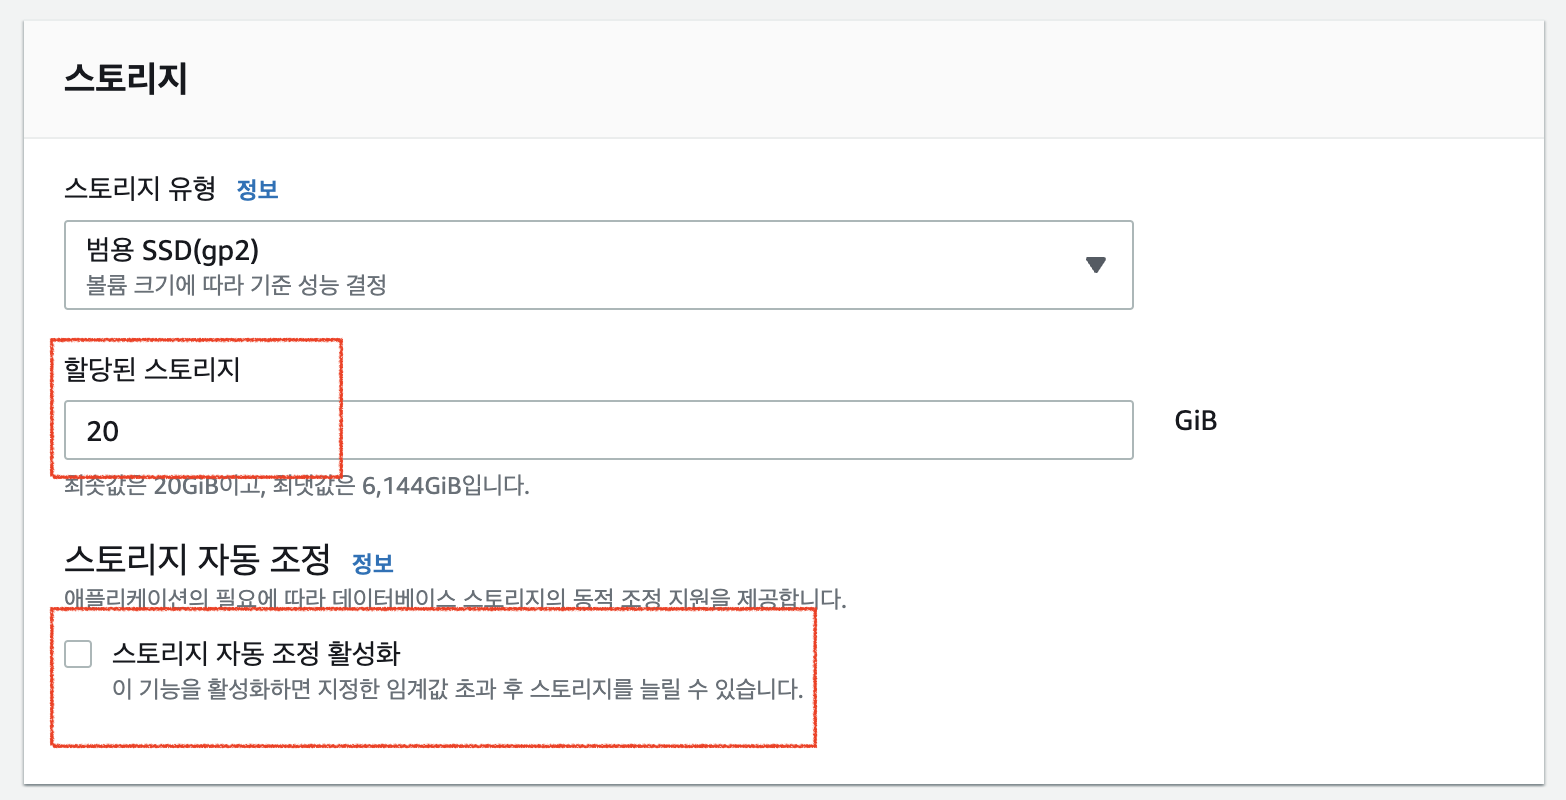 스토리지
스토리지 유형 정보
범용 SSD(gp2)
볼륨 크기에 따라 기준 성능 결정
할당된 스토리지
20
GiB
최솟값은 20GiB이고, 최댓값은 6,144GiB입니다.
스토리지 자동 조정 정보
애플리케이션의 필요에 따라 데이터베이스 스토리지의 동적 조정 지원을 제공합니다.
스토리지 자동 조정 활성화
이 기능을 활성화하면 지정한 임계값 초과 후 스토리지를 늘릴 수 있습니다.